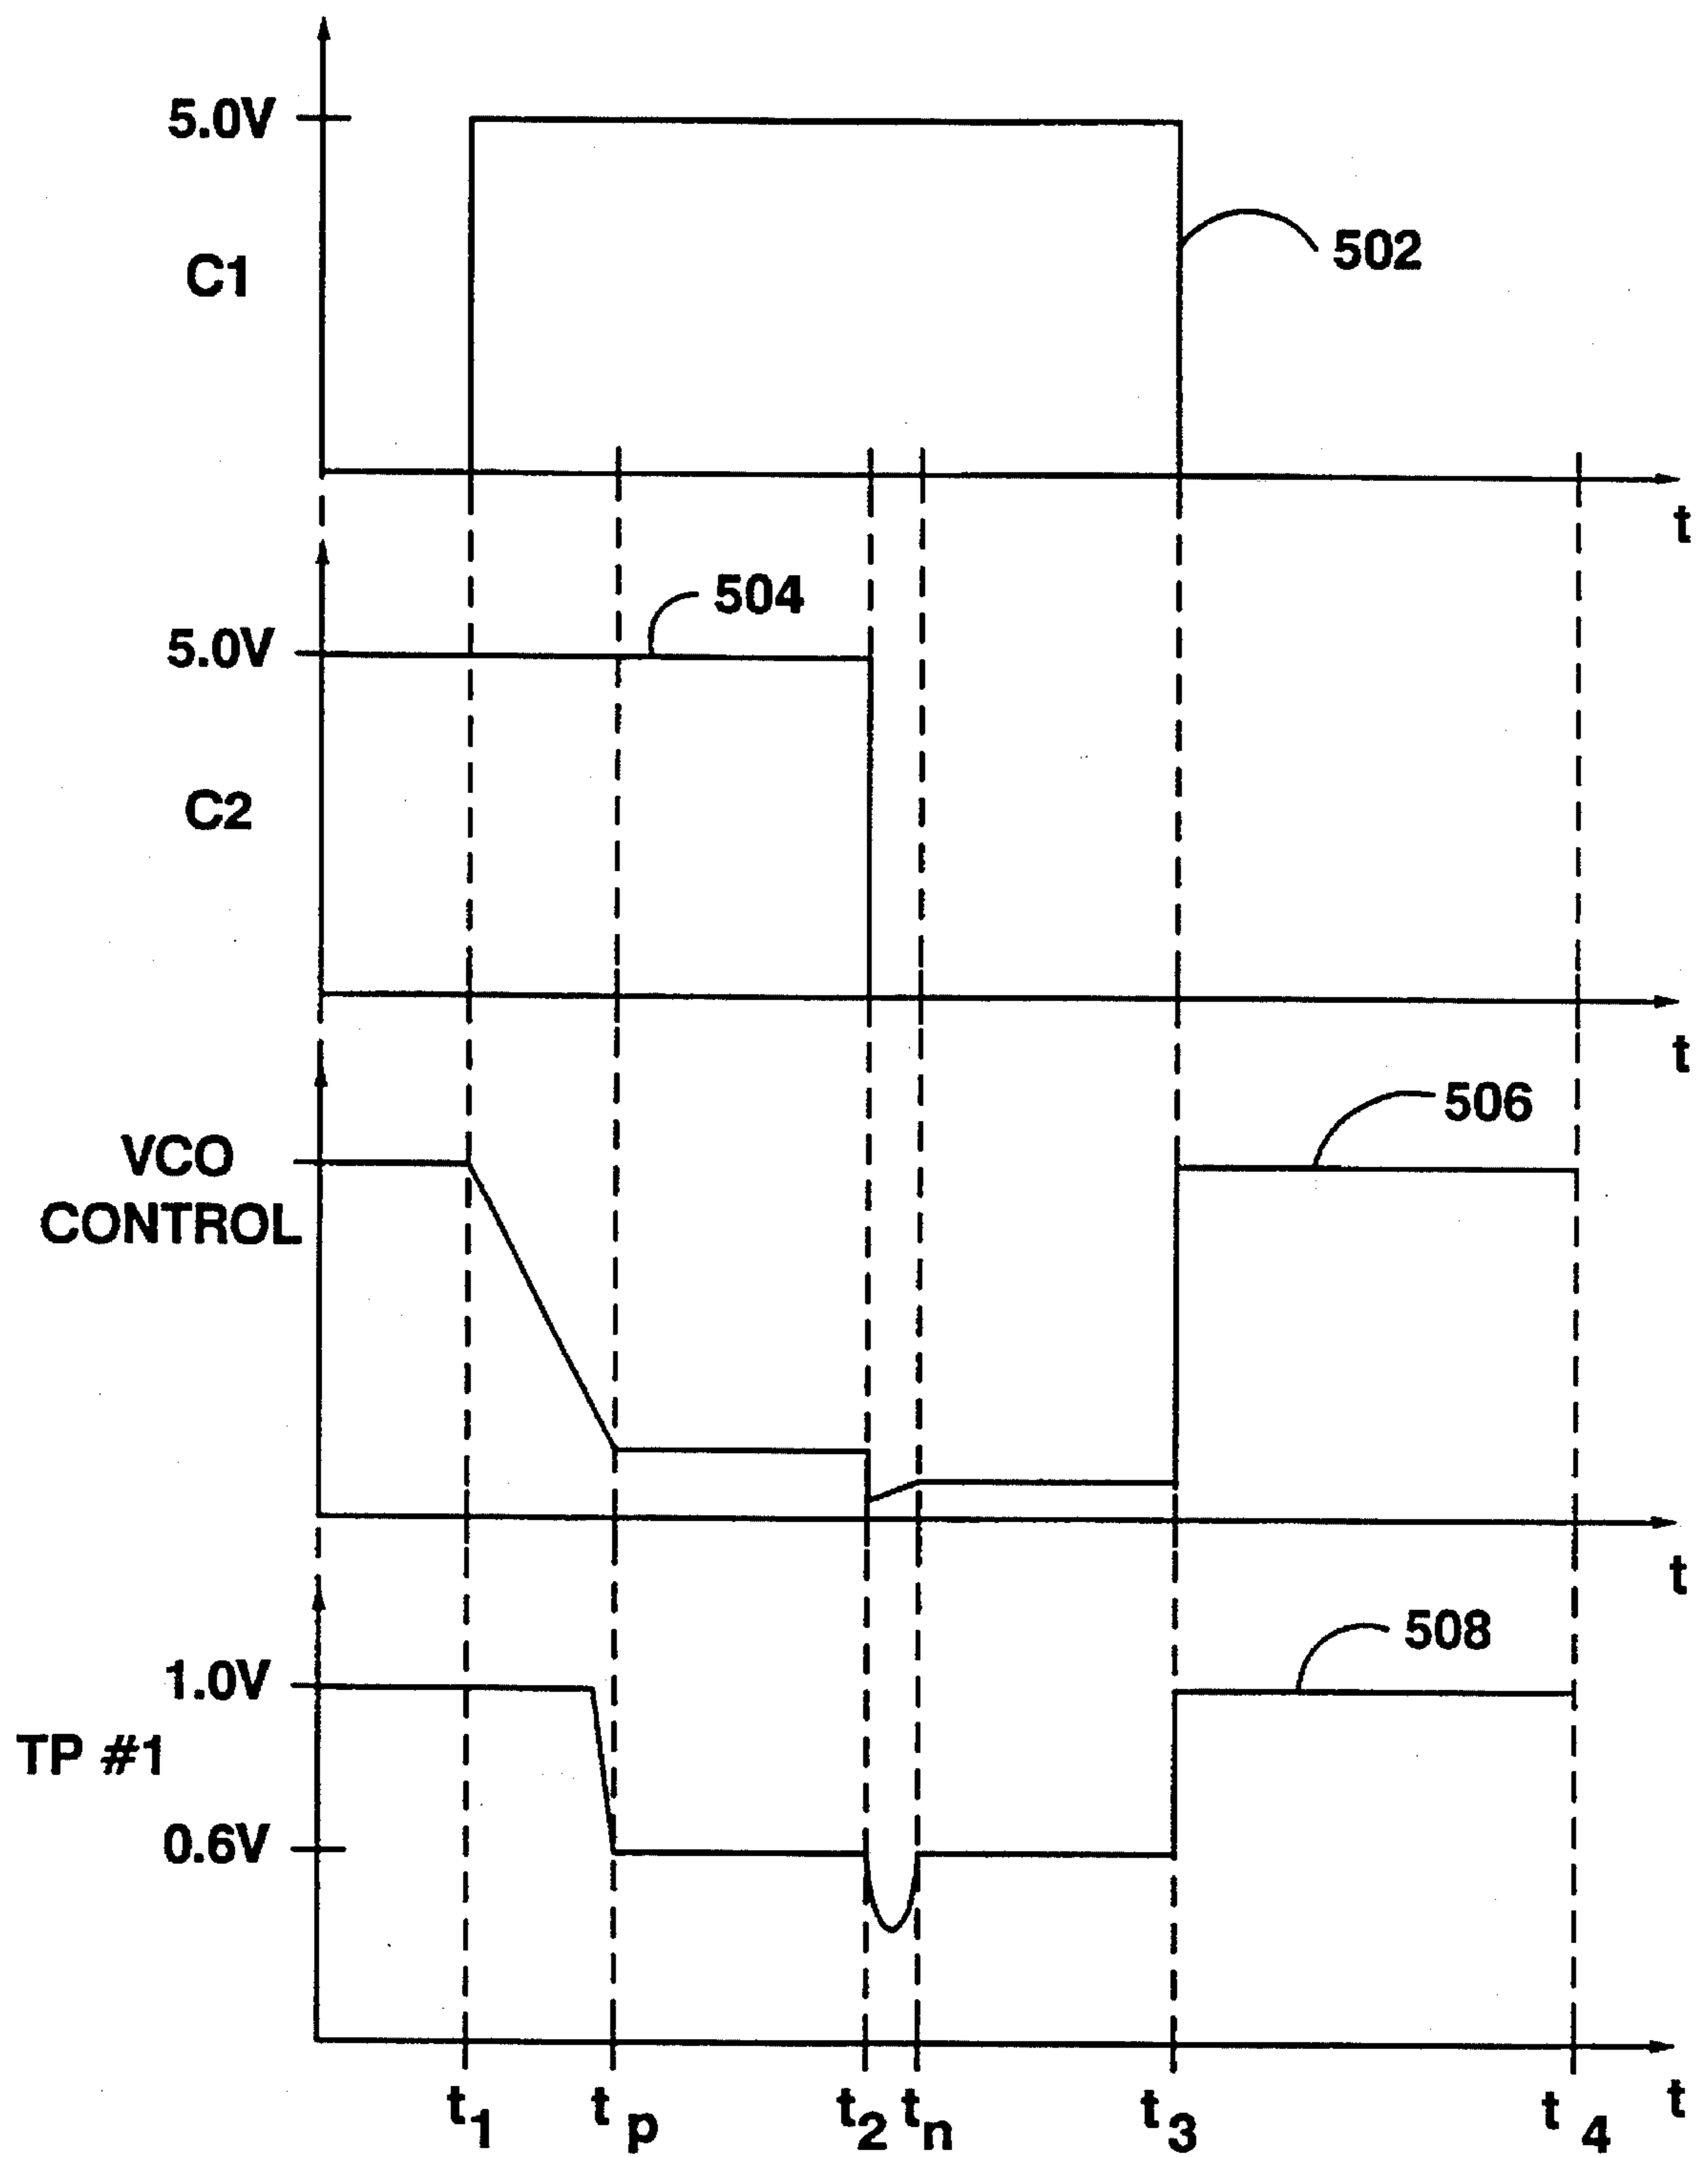 5.0V
C1
502
t
504
5.0V
C2
t
506
VCO
CONTROL
t
508
1.0V
TP #1
0.6V
t1 tp t2 tn t3 t4 t